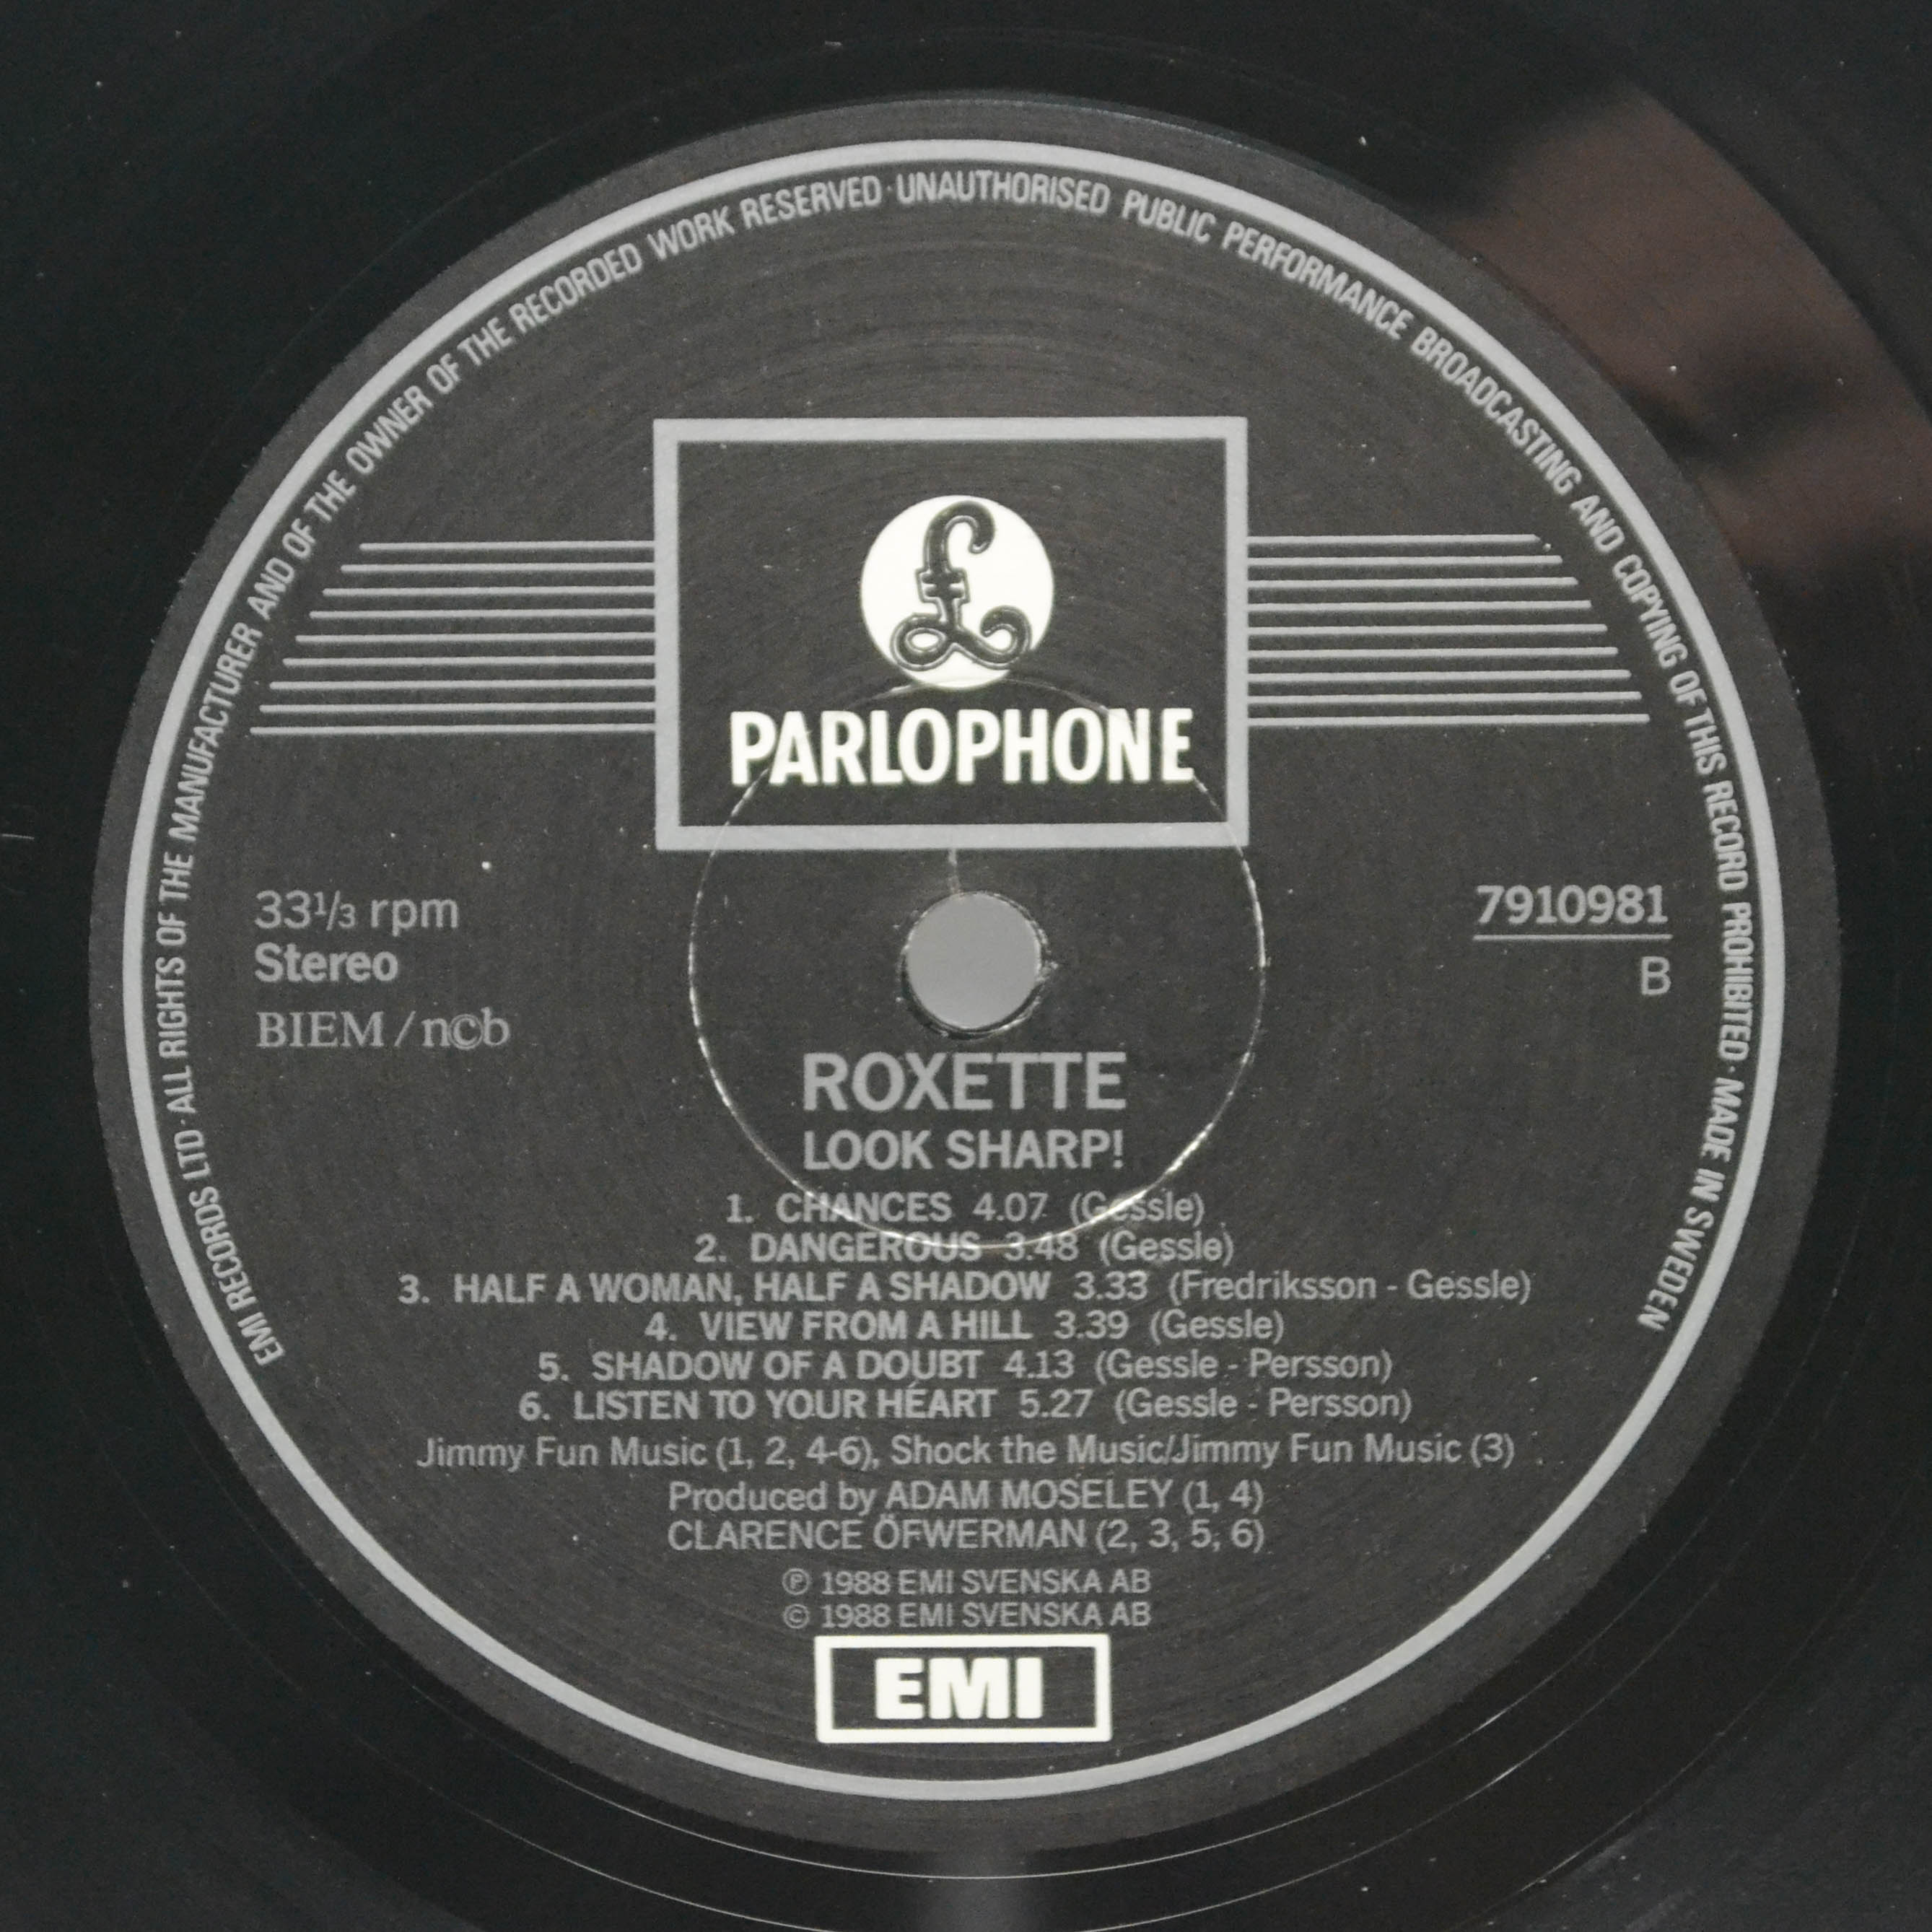 EMI RECORDS LTD · ALL RIGHTS OF THE MANUFACTURER AND OF THE OWNER OF THE RECORDED WORK RESERVED · UNAUTHORISED PUBLIC PERFORMANCE BROADCASTING AND COPYING OF THIS RECORD PROHIBITED · MADE IN SWEDEN
£
PARLOPHONE
33 1/3 rpm
Stereo
BIEM / n©b
7910981
B
ROXETTE
LOOK SHARP!
1. CHANCES 4.07 (Gessle)
2. DANGEROUS 3.48 (Gessle)
3. HALF A WOMAN, HALF A SHADOW 3.33 (Fredriksson - Gessle)
4. VIEW FROM A HILL 3.39 (Gessle)
5. SHADOW OF A DOUBT 4.13 (Gessle - Persson)
6. LISTEN TO YOUR HEART 5.27 (Gessle - Persson)
Jimmy Fun Music (1, 2, 4-6), Shock the Music/Jimmy Fun Music (3)
Produced by ADAM MOSELEY (1, 4)
CLARENCE ÖFWERMAN (2, 3, 5, 6)
℗ 1988 EMI SVENSKA AB
© 1988 EMI SVENSKA AB
EMI